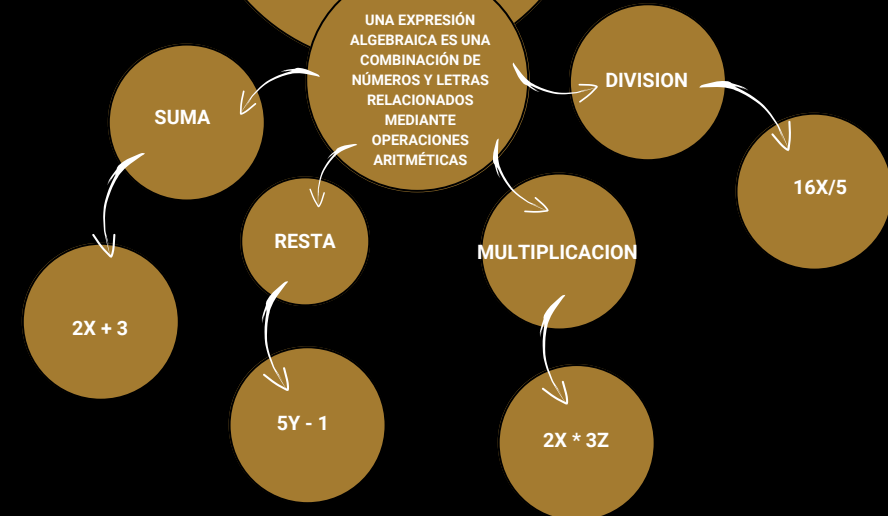 UNA EXPRESIÓN
ALGEBRAICA ES UNA
COMBINACIÓN DE
NÚMEROS Y LETRAS
RELACIONADOS
MEDIANTE
OPERACIONES
ARITMÉTICAS
SUMA
DIVISION
RESTA
MULTIPLICACION
16X/5
2X + 3
5Y - 1
2X * 3Z